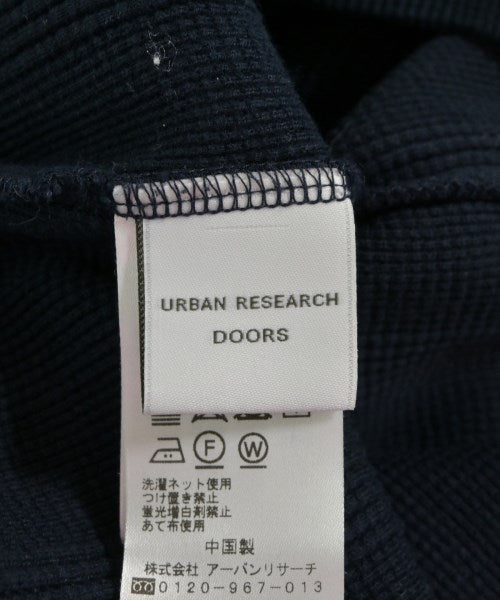 URBAN RESEARCH
DOORS
F W
洗濯ネット使用
つけ置き禁止
蛍光増白剤禁止
あて布使用
中国製
株式会社 アーバンリサーチ
0120-967-013